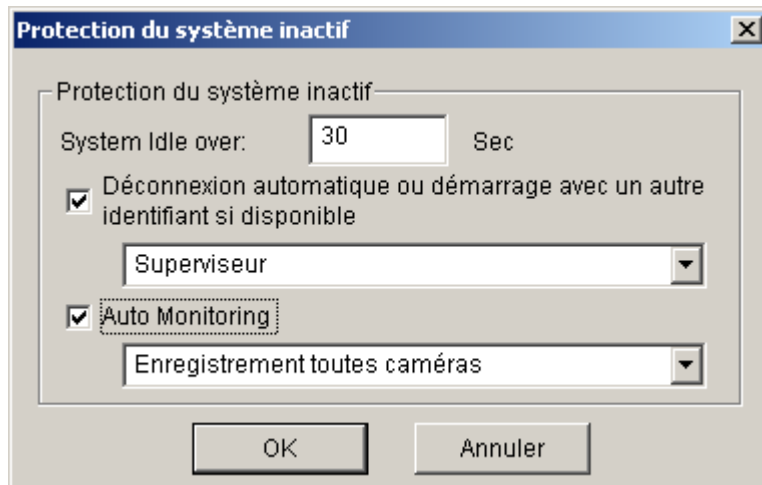 Protection du système inactif
Protection du système inactif
System Idle over: 30 Sec
Déconnexion automatique ou démarrage avec un autre
identifiant si disponible
Superviseur
Auto Monitoring
Enregistrement toutes caméras
OK Annuler